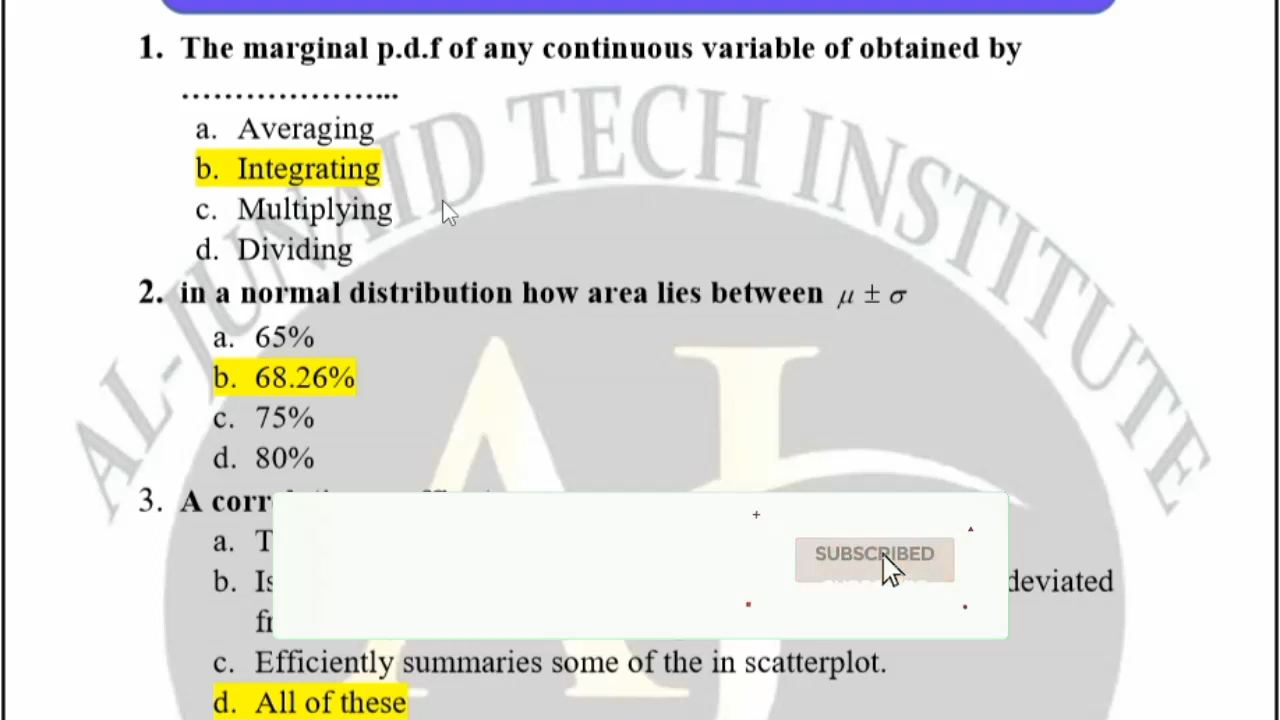 1. The marginal p.d.f of any continuous variable of obtained by
…………………...
a. Averaging
b. Integrating
c. Multiplying
d. Dividing
2. in a normal distribution how area lies between μ ± σ
a. 65%
b. 68.26%
c. 75%
d. 80%
3. A corr
a. T
b. Is deviated
fr
c. Efficiently summaries some of the in scatterplot.
d. All of these
SUBSCRIBED
AL-JUNAID TECH INSTITUTE